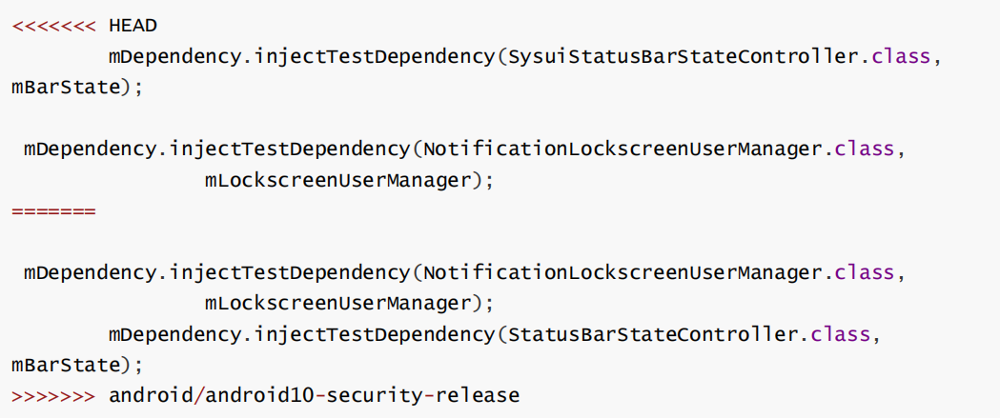 <<<<<<< HEAD
        mDependency.injectTestDependency(SysuiStatusBarStateController.class,
mBarState);

 mDependency.injectTestDependency(NotificationLockscreenUserManager.class,
                mLockscreenUserManager);
=======

 mDependency.injectTestDependency(NotificationLockscreenUserManager.class,
                mLockscreenUserManager);
        mDependency.injectTestDependency(StatusBarStateController.class,
mBarState);
>>>>>>> android/android10-security-release